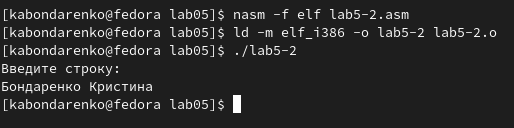 [kabondarenko@fedora lab05]$ nasm -f elf lab5-2.asm
[kabondarenko@fedora lab05]$ ld -m elf_i386 -o lab5-2 lab5-2.o
[kabondarenko@fedora lab05]$ ./lab5-2
Введите строку:
Бондаренко Кристина
[kabondarenko@fedora lab05]$